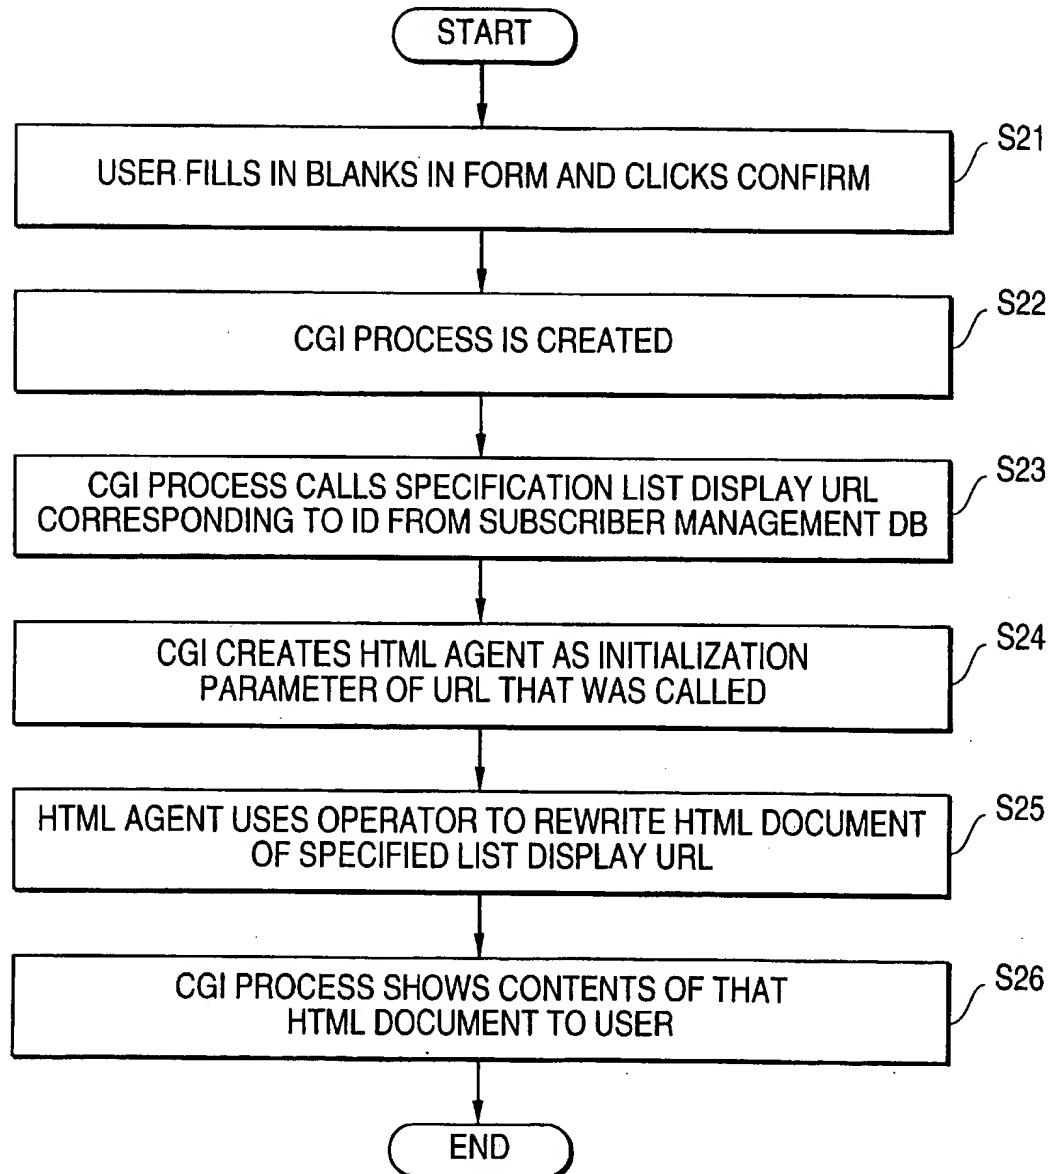 START
USER FILLS IN BLANKS IN FORM AND CLICKS CONFIRM
S21
CGI PROCESS IS CREATED
S22
CGI PROCESS CALLS SPECIFICATION LIST DISPLAY URL
CORRESPONDING TO ID FROM SUBSCRIBER MANAGEMENT DB
S23
CGI CREATES HTML AGENT AS INITIALIZATION
PARAMETER OF URL THAT WAS CALLED
S24
HTML AGENT USES OPERATOR TO REWRITE HTML DOCUMENT
OF SPECIFIED LIST DISPLAY URL
S25
CGI PROCESS SHOWS CONTENTS OF THAT
HTML DOCUMENT TO USER
S26
END